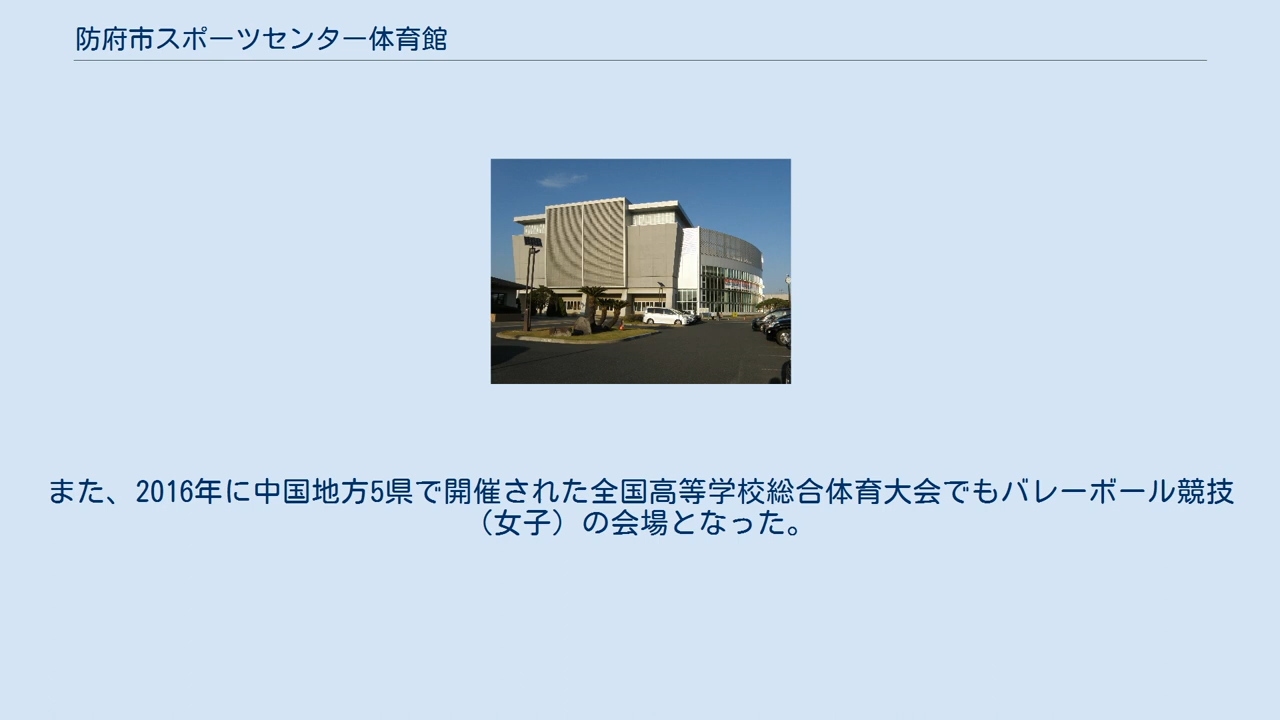 防府市スポーツセンター体育館
また、2016年に中国地方5県で開催された全国高等学校総合体育大会でもバレーボール競技
（女子）の会場となった。